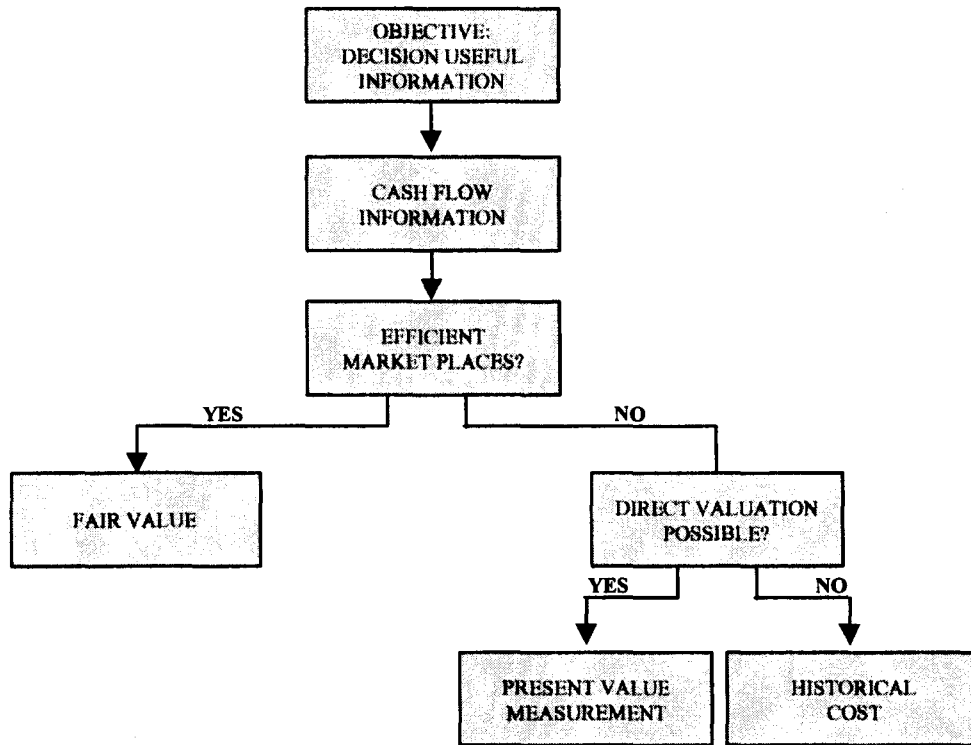 OBJECTIVE:
DECISION USEFUL
INFORMATION
CASH FLOW
INFORMATION
EFFICIENT
MARKET PLACES?
YES
NO
FAIR VALUE
DIRECT VALUATION
POSSIBLE?
YES
NO
PRESENT VALUE
MEASUREMENT
HISTORICAL
COST